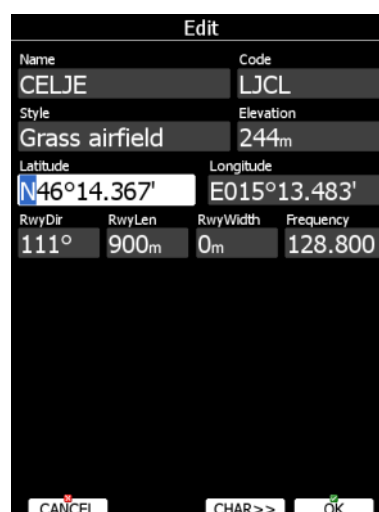 Edit
Name Code
CELJE LJCL
Style Elevation
Grass airfield 244m
Latitude Longitude
N46°14.367' E015°13.483'
RwyDir RwyLen RwyWidth Frequency
111° 900m 0m 128.800
CANCEL CHAR>> OK